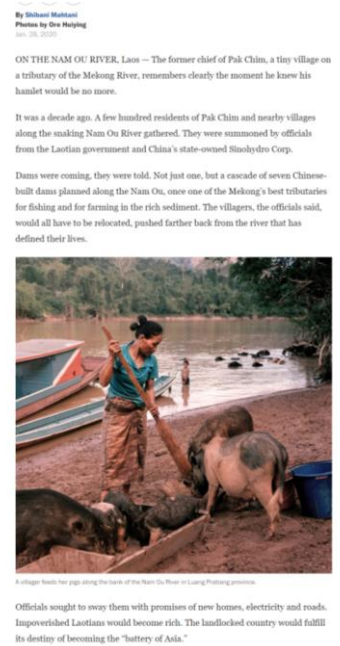 By Shibani Mahtani
Photos by Ore Huiying
Jan. 28, 2020
ON THE NAM OU RIVER, Laos — The former chief of Pak Chim, a tiny village on
a tributary of the Mekong River, remembers clearly the moment he knew his
hamlet would be no more.
It was a decade ago. A few hundred residents of Pak Chim and nearby villages
along the snaking Nam Ou River gathered. They were summoned by officials
from the Laotian government and China's state-owned Sinohydro Corp.
Dams were coming, they were told. Not just one, but a cascade of seven Chinese-
built dams planned along the Nam Ou, once one of the Mekong's best tributaries
for fishing and for farming in the rich sediment. The villagers, the officials said,
would all have to be relocated, pushed farther back from the river that has
defined their lives.
A villager feeds her pigs along the bank of the Nam Ou River in Luang Prabang province.
Officials sought to sway them with promises of new homes, electricity and roads.
Impoverished Laotians would become rich. The landlocked country would fulfill
its destiny of becoming the "battery of Asia."